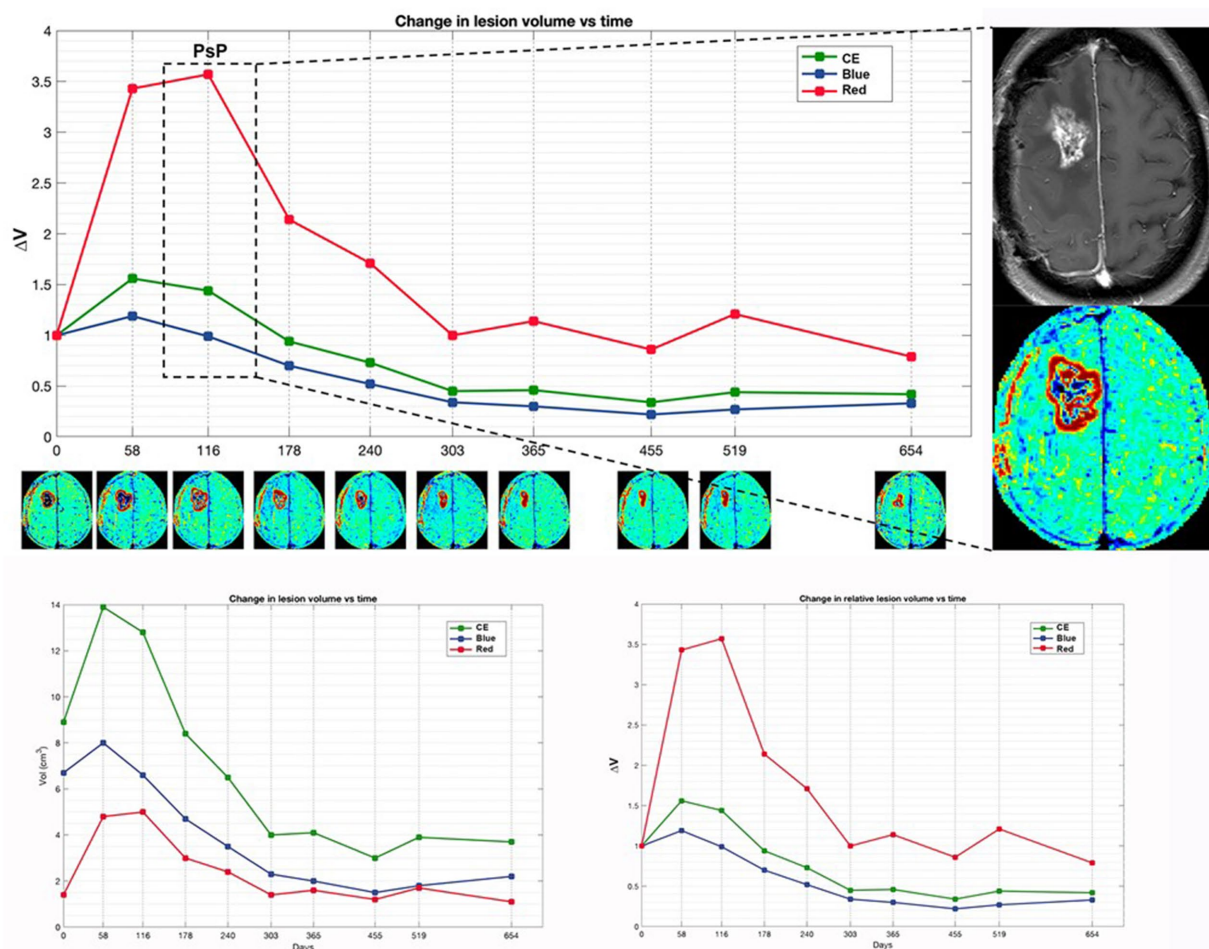 Change in lesion volume vs time
PsP
CE
Blue
Red
ΔV
4
3.5
3
2.5
2
1.5
1
0.5
0
0 58 116 178 240 303 365 455 519 654
Change in lesion volume vs time
CE
Blue
Red
Vol (cm³)
14
12
10
8
6
4
2
0
0 58 116 178 240 303 365 455 519 654
Days
Change in relative lesion volume vs time
CE
Blue
Red
ΔV
4
3.5
3
2.5
2
1.5
1
0.5
0
0 58 116 178 240 303 365 455 519 654
Days